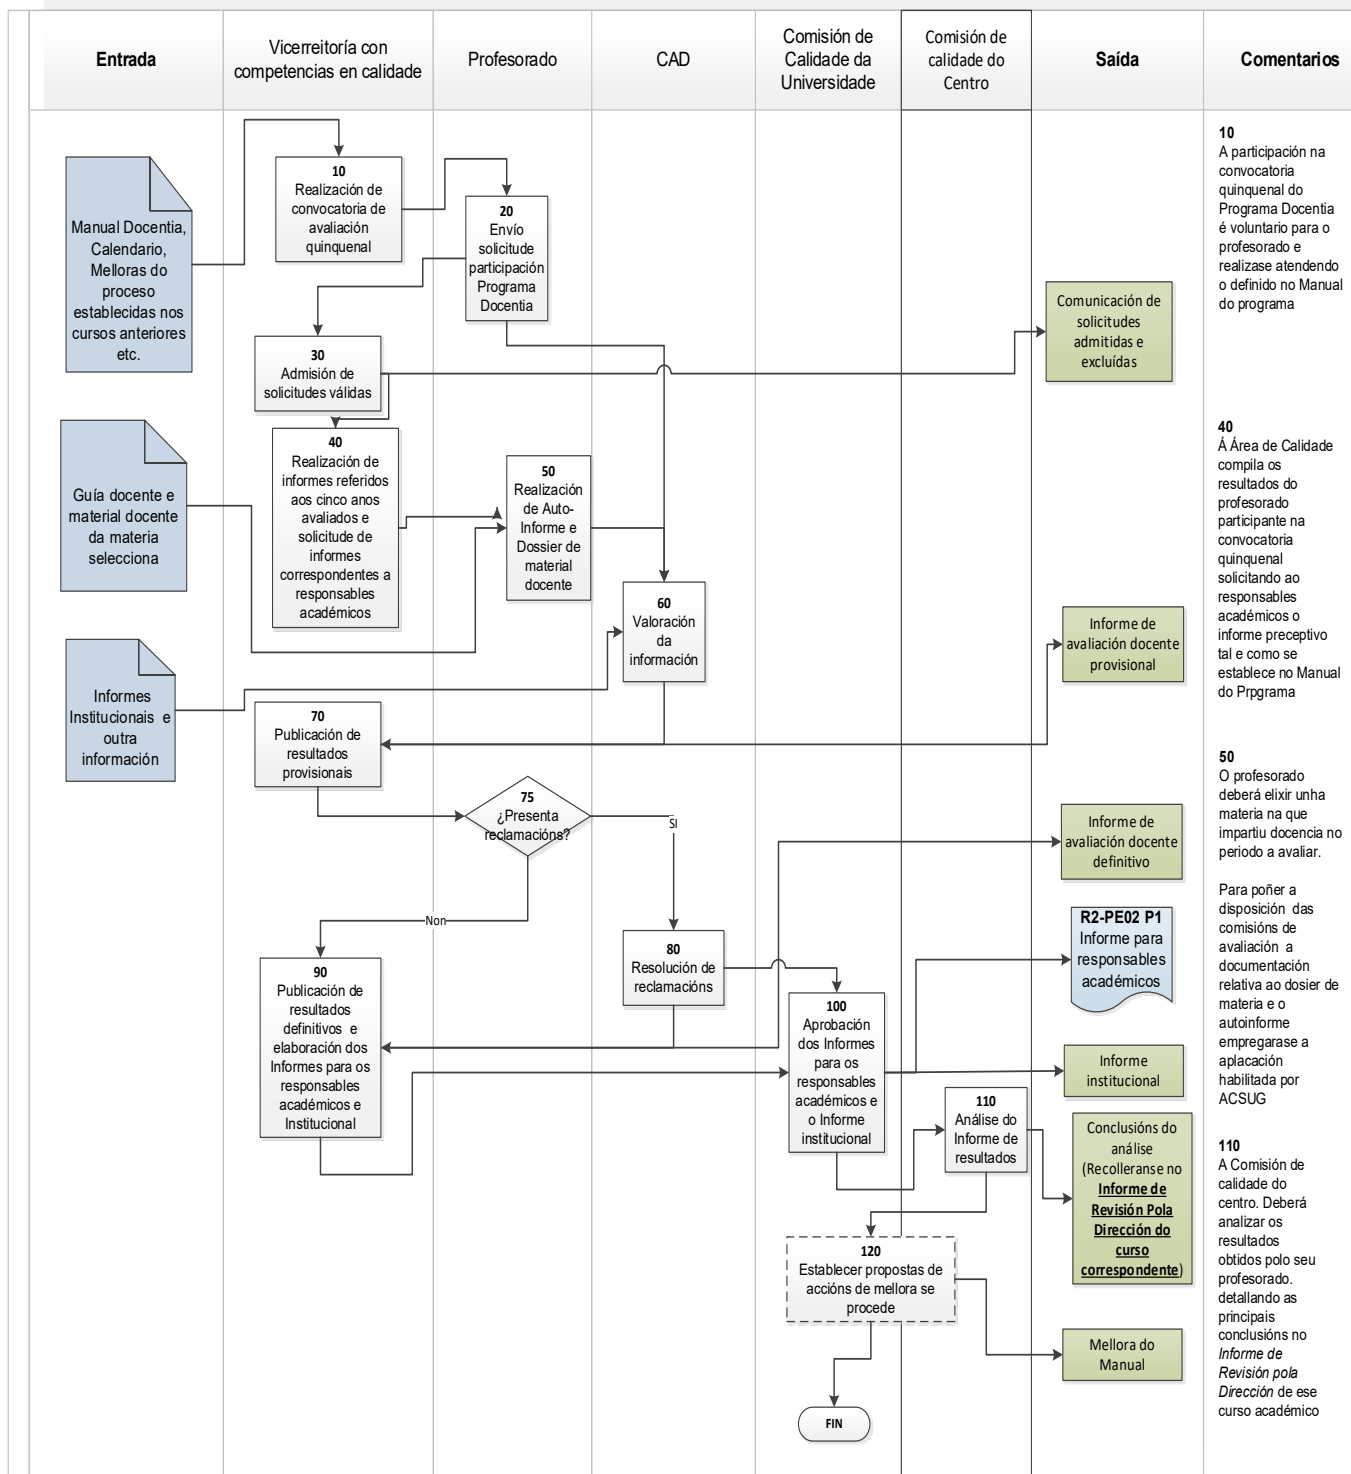 Entrada
Vicerreitoría con
competencias en calidade
Profesorado
CAD
Comisión de
Calidade da
Universidade
Comisión de
calidade do
Centro
Saída
Comentarios
Manual Docentia,
Calendario,
Melloras do
proceso
establecidas nos
cursos anteriores
etc.
10
Realización de
convocatoria de
avaliación
quinquenal
20
Envío
solicitude
participación
Programa
Docentia
30
Admisión de
solicitudes válidas
Comunicación de
solicitudes
admitidas e
excluídas
Guía docente e
material docente
da materia
selecciona
40
Realización de
informes referidos
aos cinco anos
avaliados e
solicitude de
informes
correspondentes a
responsables
académicos
50
Realización
de Auto-
Informe e
Dossier de
material
docente
60
Valoración
da
información
Informe de
avaliación docente
provisional
Informes
Institucionais e
outra
información
70
Publicación de
resultados
provisionais
75
¿Presenta
reclamacións?
SI
Non
Informe de
avaliación docente
definitivo
80
Resolución de
reclamacións
R2-PE02 P1
Informe para
responsables
académicos
90
Publicación de
resultados
definitivos e
elaboración dos
Informes para os
responsables
académicos e
Institucional
100
Aprobación
dos Informes
para os
responsables
académicos e
o Informe
institucional
Informe
institucional
110
Análise do
Informe de
resultados
Conclusións do
análise
(Recolleranse no
Informe de
Revisión Pola
Dirección do
curso
correspondente)
120
Establecer propostas de
accións de mellora se
procede
Mellora do
Manual
FIN
10
A participación na
convocatoria
quinquenal do
Programa Docentia
é voluntario para o
profesorado e
realizase atendendo
o definido no Manual
do programa
40
Á Área de Calidade
compila os
resultados do
profesorado
participante na
convocatoria
quinquenal
solicitando ao
responsables
académicos o
informe preceptivo
tal e como se
establece no Manual
do Prpgrama
50
O profesorado
deberá elixir unha
materia na que
impartiu docencia no
periodo a avaliar.
Para poñer a
disposición das
comisións de
avaliación a
documentación
relativa ao dosier de
materia e o
autoinforme
empregarase a
aplacación
habilitada por
ACSUG
110
A Comisión de
calidade do
centro. Deberá
analizar os
resultados
obtidos polo seu
profesorado.
detallando as
principais
conclusións no
Informe de
Revisión pola
Dirección de ese
curso académico